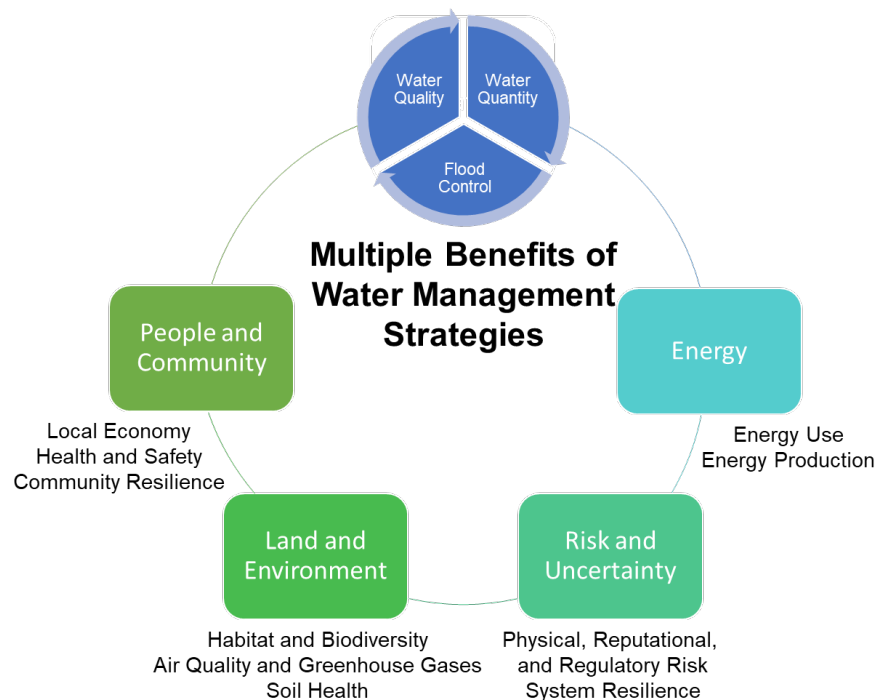 Water
Quality
Water
Quantity
Flood
Control
Multiple Benefits of
Water Management
Strategies
People and
Community
Local Economy
Health and Safety
Community Resilience
Energy
Energy Use
Energy Production
Land and
Environment
Habitat and Biodiversity
Air Quality and Greenhouse Gases
Soil Health
Risk and
Uncertainty
Physical, Reputational,
and Regulatory Risk
System Resilience